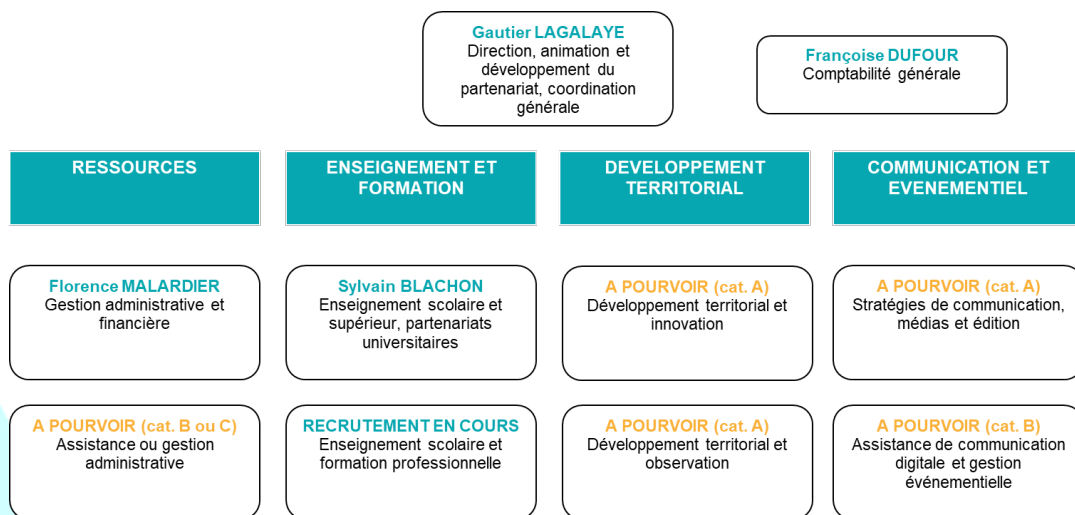 Gautier LAGALAYE
Direction, animation et
développement du
partenariat, coordination
générale
Françoise DUFOUR
Comptabilité générale
RESSOURCES
ENSEIGNEMENT ET
FORMATION
DEVELOPPEMENT
TERRITORIAL
COMMUNICATION ET
EVENEMENTIEL
Florence MALARDIER
Gestion administrative et
financière
Sylvain BLACHON
Enseignement scolaire et
supérieur, partenariats
universitaires
A POURVOIR (cat. A)
Développement territorial et
innovation
A POURVOIR (cat. A)
Stratégies de communication,
médias et édition
A POURVOIR (cat. B ou C)
Assistance ou gestion
administrative
RECRUTEMENT EN COURS
Enseignement scolaire et
formation professionnelle
A POURVOIR (cat. A)
Développement territorial et
observation
A POURVOIR (cat. B)
Assistance de communication
digitale et gestion
événementielle